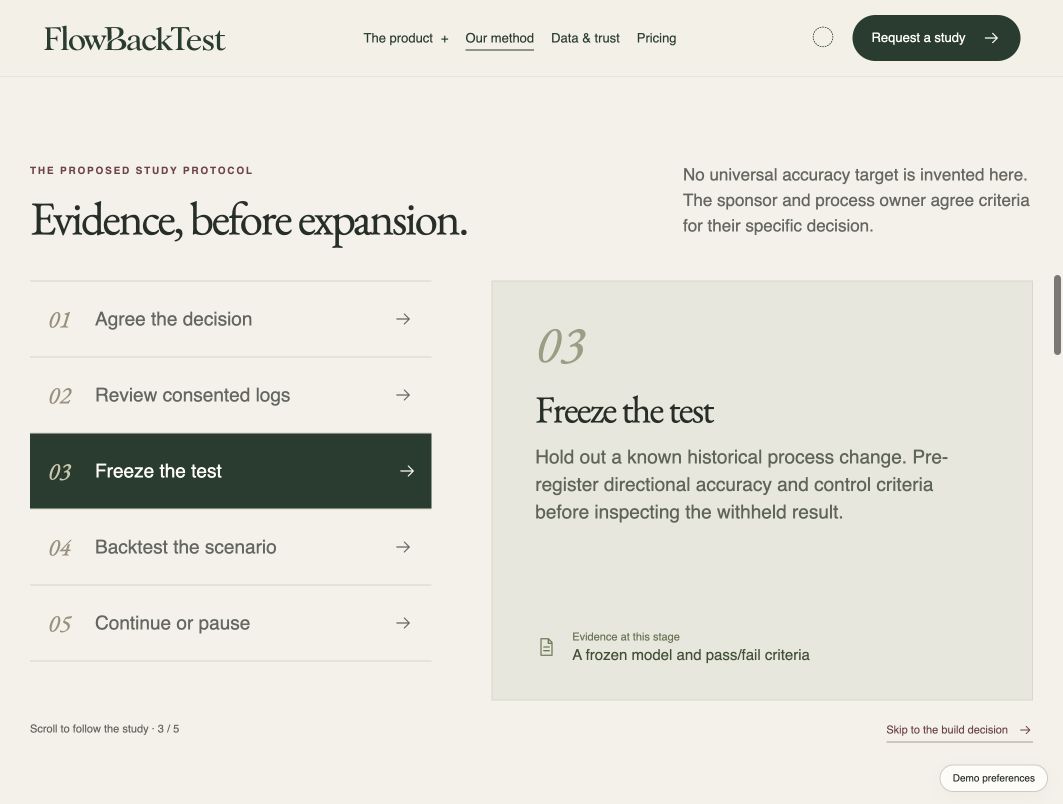 FlowBackTest
The product +
Our method
Data & trust
Pricing
Request a study
THE PROPOSED STUDY PROTOCOL
Evidence, before expansion.
No universal accuracy target is invented here.
The sponsor and process owner agree criteria
for their specific decision.
01 Agree the decision
02 Review consented logs
03 Freeze the test
04 Backtest the scenario
05 Continue or pause
03
Freeze the test
Hold out a known historical process change. Pre-
register directional accuracy and control criteria
before inspecting the withheld result.
Evidence at this stage
A frozen model and pass/fail criteria
Scroll to follow the study · 3 / 5
Skip to the build decision
Demo preferences